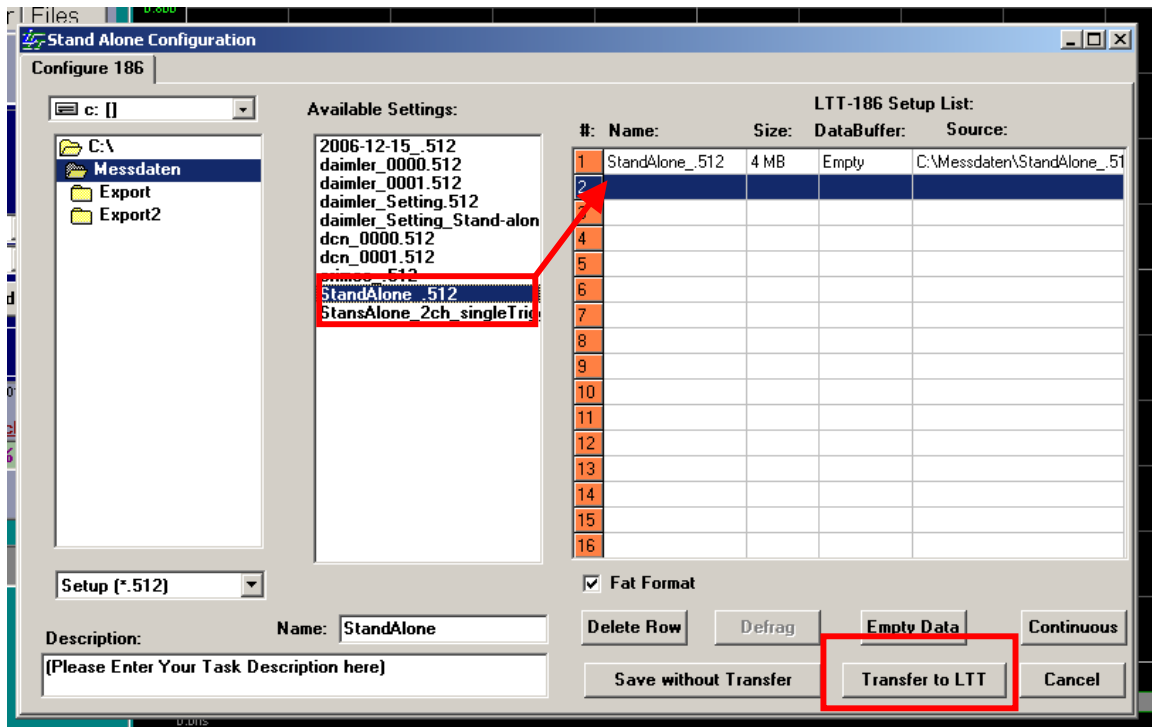 Files
Stand Alone Configuration
Configure 186
c: []
C:\
Messdaten
Export
Export2
Setup (*.512)
Available Settings:
2006-12-15_.512
daimler_0000.512
daimler_0001.512
daimler_Setting.512
daimler_Setting_Stand-alon
dcn_0000.512
dcn_0001.512
StandAlone_.512
StansAlone_2ch_singleTrig
LTT-186 Setup List:
#: Name: Size: DataBuffer: Source:
1 StandAlone_.512 4 MB Empty C:\Messdaten\StandAlone_.51
2
3
4
5
6
7
8
9
10
11
12
13
14
15
16
Fat Format
Name: StandAlone
Description:
(Please Enter Your Task Description here)
Delete Row Defrag Empty Data Continuous
Save without Transfer Transfer to LTT Cancel